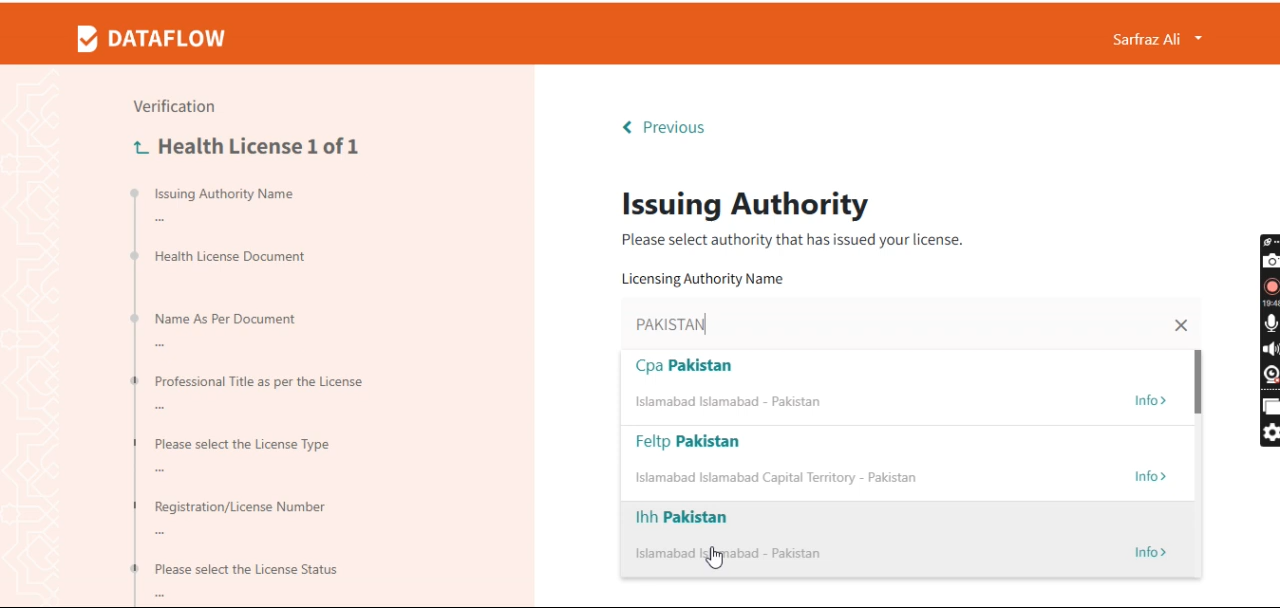 DATAFLOW
Sarfraz Ali
Verification
Health License 1 of 1
Issuing Authority Name
...
Health License Document
Name As Per Document
...
Professional Title as per the License
...
Please select the License Type
...
Registration/License Number
...
Please select the License Status
...
Previous
Issuing Authority
Please select authority that has issued your license.
Licensing Authority Name
PAKISTAN
Cpa Pakistan
Islamabad Islamabad - Pakistan
Info
Feltp Pakistan
Islamabad Islamabad Capital Territory - Pakistan
Info
Ihh Pakistan
Islamabad Islamabad - Pakistan
Info